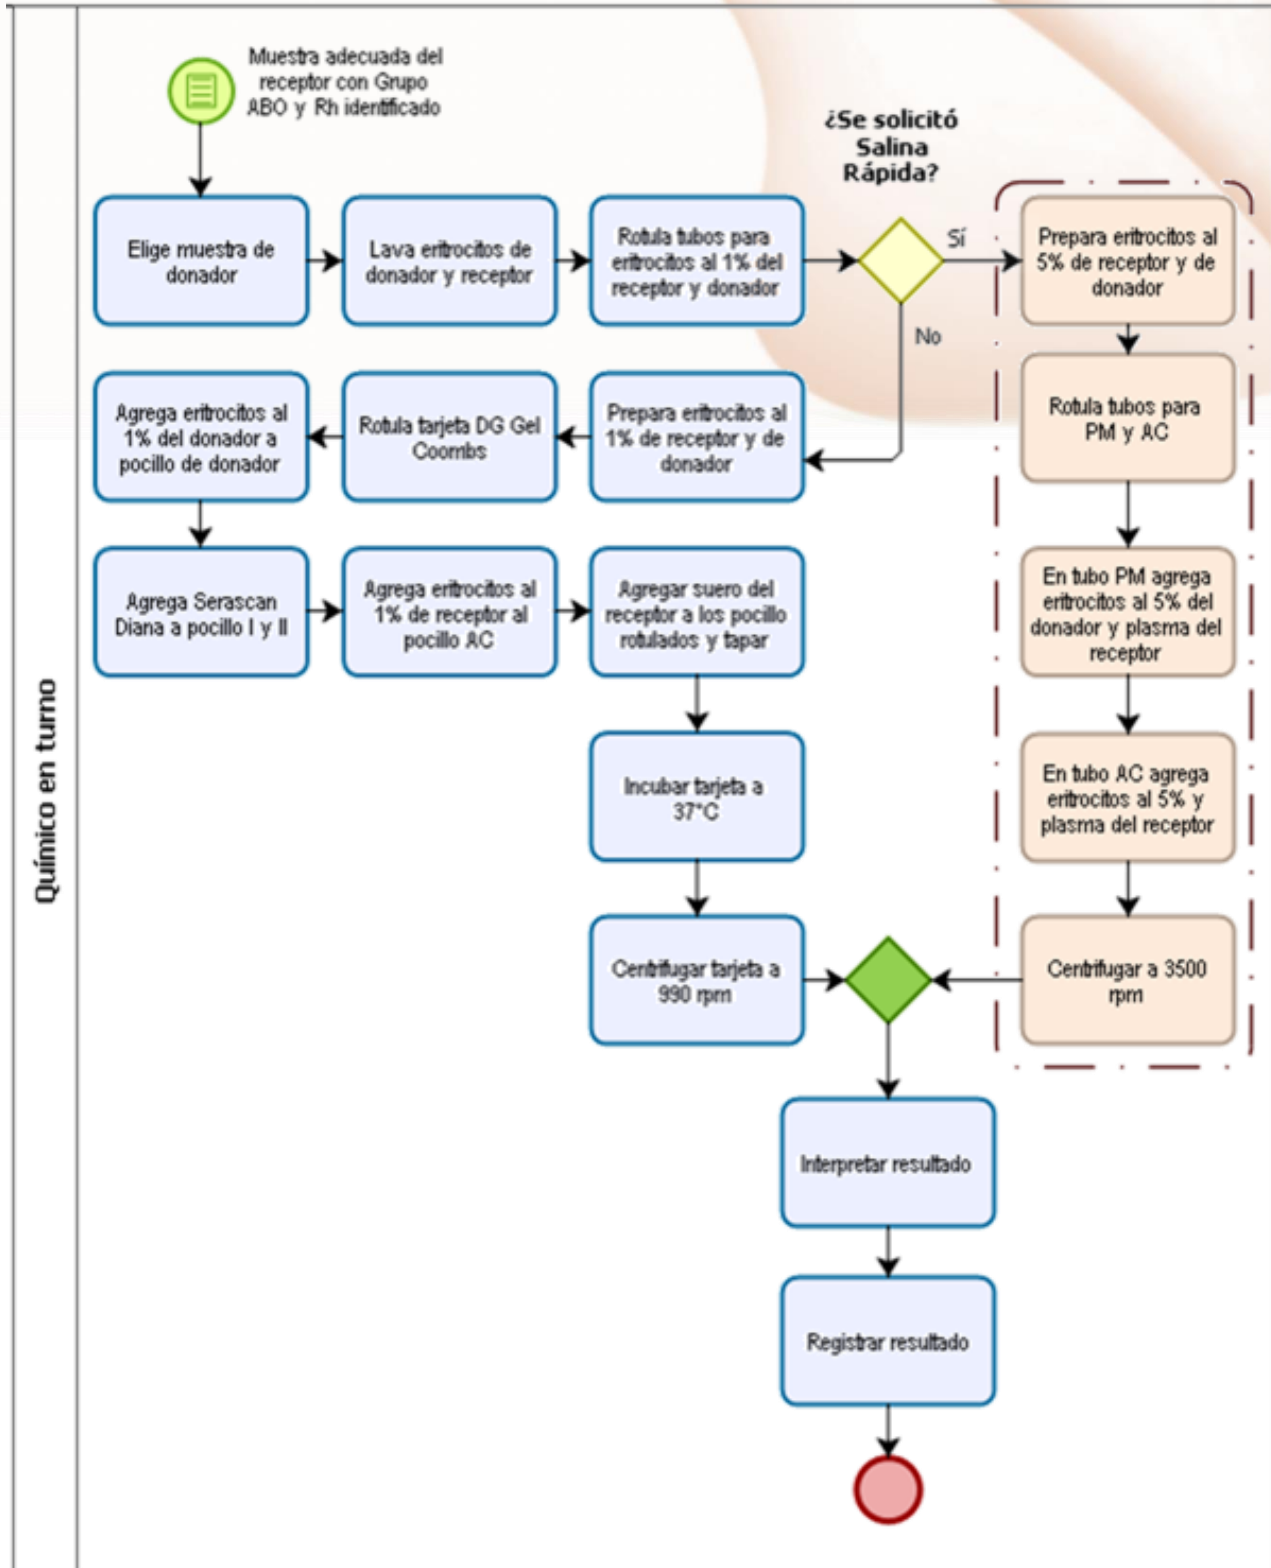 Muestra adecuada del
receptor con Grupo
ABO y Rh identificado
¿Se solicitó
Salina
Rápida?
Elige muestra de
donador
Lava eritrocitos de
donador y receptor
Rotula tubos para
eritrocitos al 1% del
receptor y donador
Sí
Prepara eritrocitos al
5% de receptor y de
donador
No
Agrega eritrocitos al
1% del donador a
pocillo de donador
Rotula tarjeta DG Gel
Coombs
Prepara eritrocitos al
1% de receptor y de
donador
Rotula tubos para
PM y AC
Agrega Serascan
Diana a pocillo I y II
Agrega eritrocitos al
1% de receptor al
pocillo AC
Agregar suero del
receptor a los pocillo
rotulados y tapar
En tubo PM agrega
eritrocitos al 5% del
donador y plasma del
receptor
Químico en turno
Incubar tarjeta a
37°C
En tubo AC agrega
eritrocitos al 5% y
plasma del receptor
Centrifugar tarjeta a
990 rpm
Centrifugar a 3500
rpm
Interpretar resultado
Registrar resultado